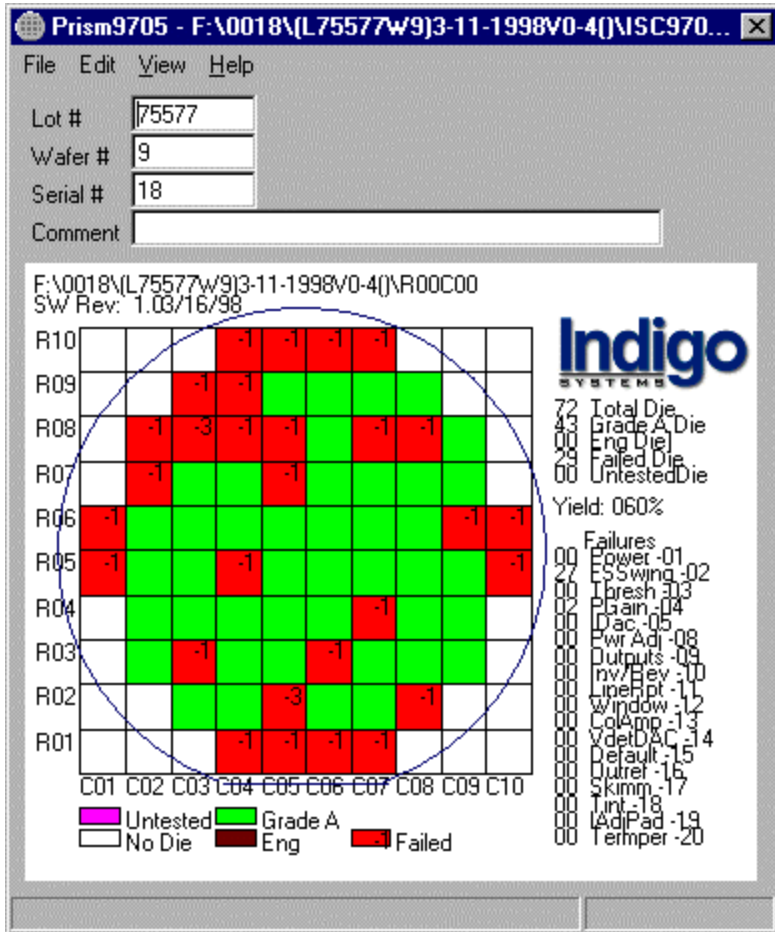 Prism9705 - F:\0018\(L75577W9)3-11-1998V0-4()\ISC970...
File Edit View Help
Lot # 75577
Wafer # 9
Serial # 18
Comment
F:\0018\(L75577W9)3-11-1998V0-4()\R00C00
SW Rev: 1.03/16/98
R10 -1 -1 -1 -1
R09 -1 -1
R08 -1 -3 -1 -1 -1 -1
R07 -1 -1
R06 -1 -1 -1
R05 -1 -1 -1
R04 -1
R03 -1 -1
R02 -3 -1
R01 -1 -1 -1 -1
C01 C02 C03 C04 C05 C06 C07 C08 C09 C10
Untested Grade A
No Die Eng -1 Failed
Indigo
SYSTEMS
72 Total Die
43 Grade A Die
00 Eng Die]
29 Failed Die
00 UntestedDie
Yield: 060%
Failures
00 Power -01
27 ESSwing -02
00 Thresh -03
02 PGain -04
00 IDac -05
00 Pwr Adj -08
00 Outputs -09
00 Inv/Rev -10
00 LineRpt -11
00 Window -12
00 ColAmp -13
00 VdetDAC -14
00 Default -15
00 Outref -16
00 Skimm -17
00 Tint -18
00 IAdjPad -19
00 Termper -20